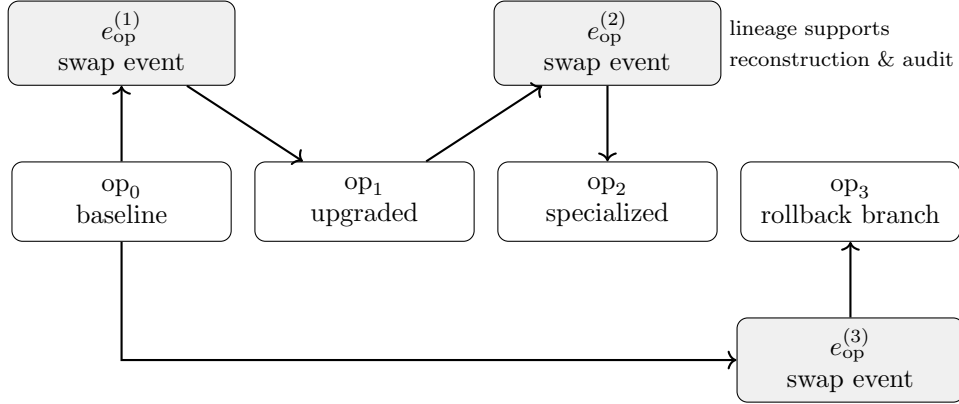 e_op^(1)
swap event
e_op^(2)
swap event
lineage supports
reconstruction & audit
op_0
baseline
op_1
upgraded
op_2
specialized
op_3
rollback branch
e_op^(3)
swap event